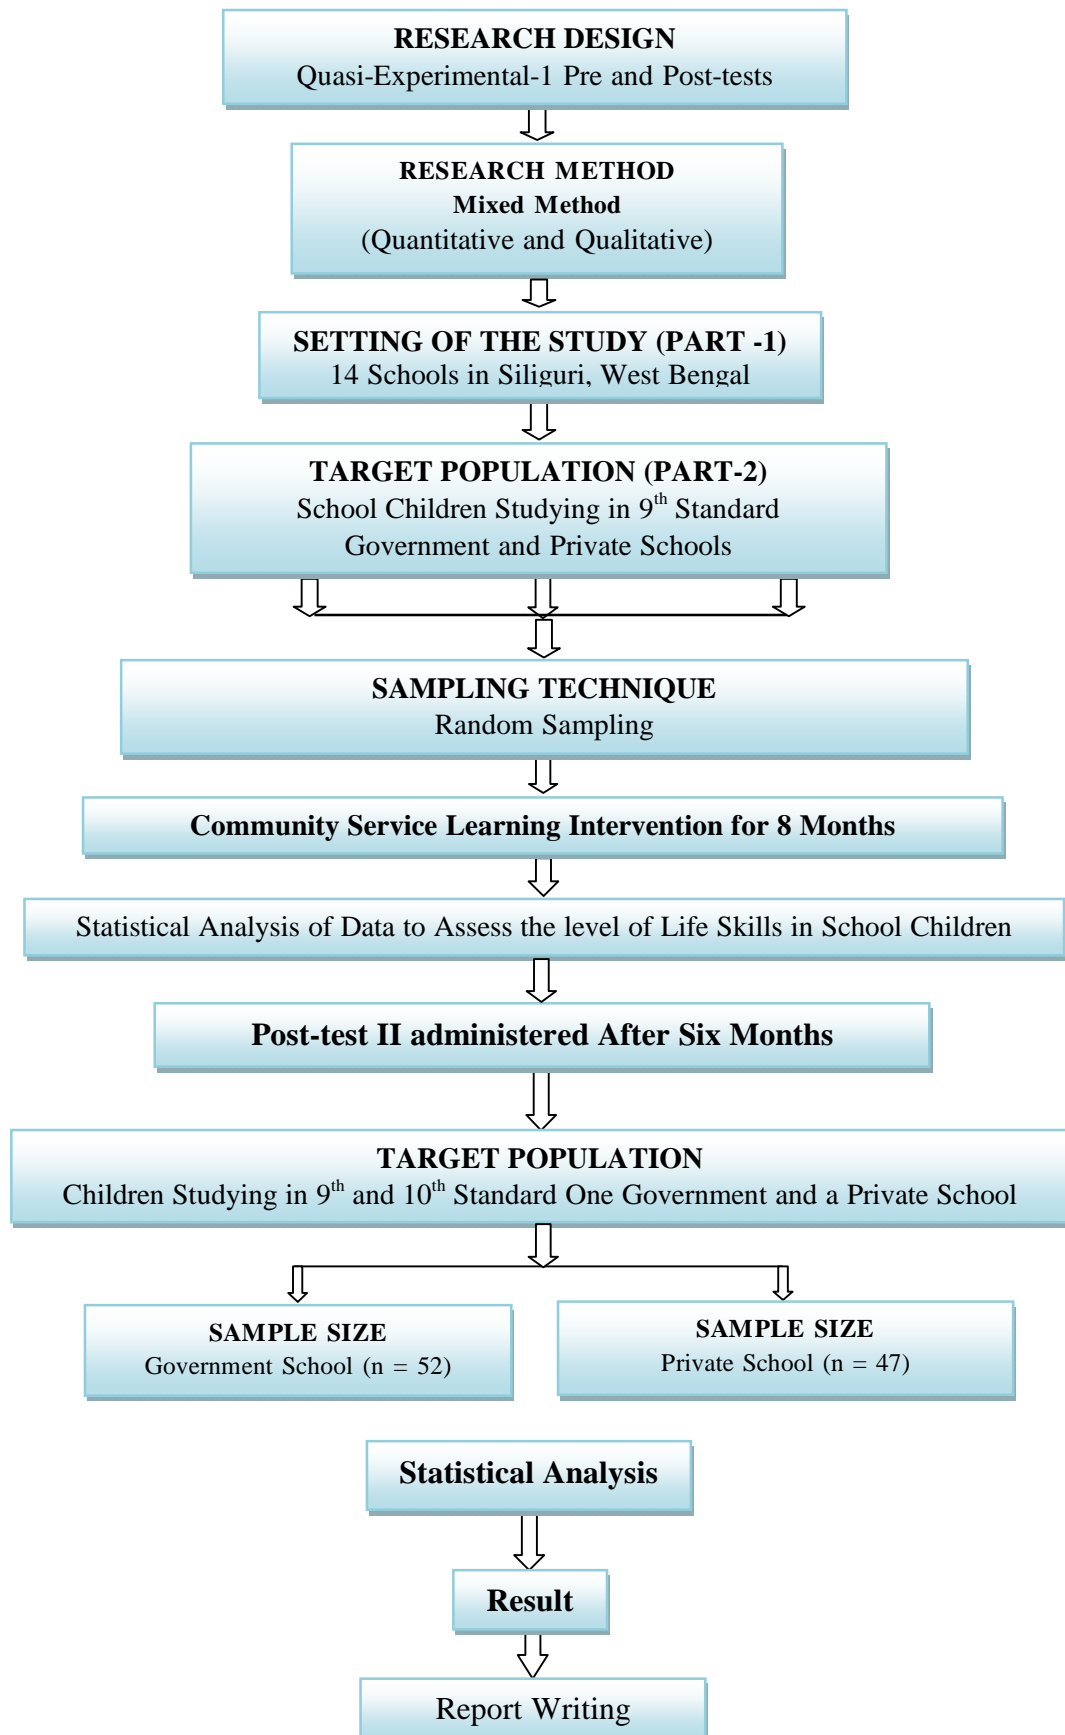 RESEARCH DESIGN
Quasi-Experimental-1 Pre and Post-tests
RESEARCH METHOD
Mixed Method
(Quantitative and Qualitative)
SETTING OF THE STUDY (PART -1)
14 Schools in Siliguri, West Bengal
TARGET POPULATION (PART-2)
School Children Studying in 9th Standard
Government and Private Schools
SAMPLING TECHNIQUE
Random Sampling
Community Service Learning Intervention for 8 Months
Statistical Analysis of Data to Assess the level of Life Skills in School Children
Post-test II administered After Six Months
TARGET POPULATION
Children Studying in 9th and 10th Standard One Government and a Private School
SAMPLE SIZE
Government School (n = 52)
SAMPLE SIZE
Private School (n = 47)
Statistical Analysis
Result
Report Writing